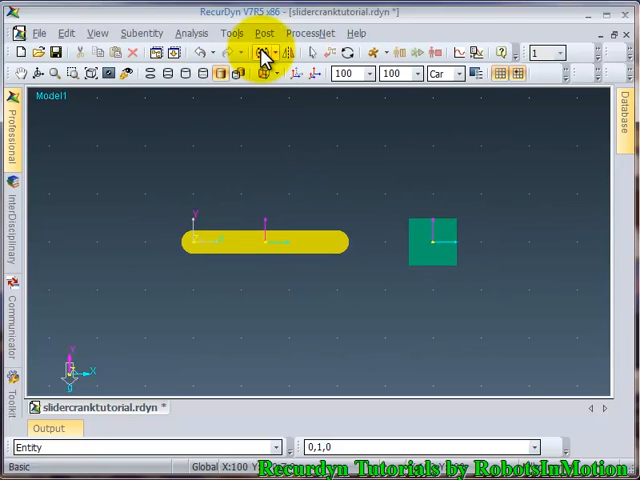 RecurDyn V7R5 x86 - [slidercranktutorial.rdyn *]
File Edit View Subentity Analysis Tools Post ProcessNet Help
1
100 100 Car
Model1
Professional
InterDisciplinary
Communicator
Toolkit
Database
Y
X
Z
Y
X
g
slidercranktutorial.rdyn *
Output
Entity 0,1,0
Basic Global X:100 Y
Recurdyn Tutorials by RobotsInMotion